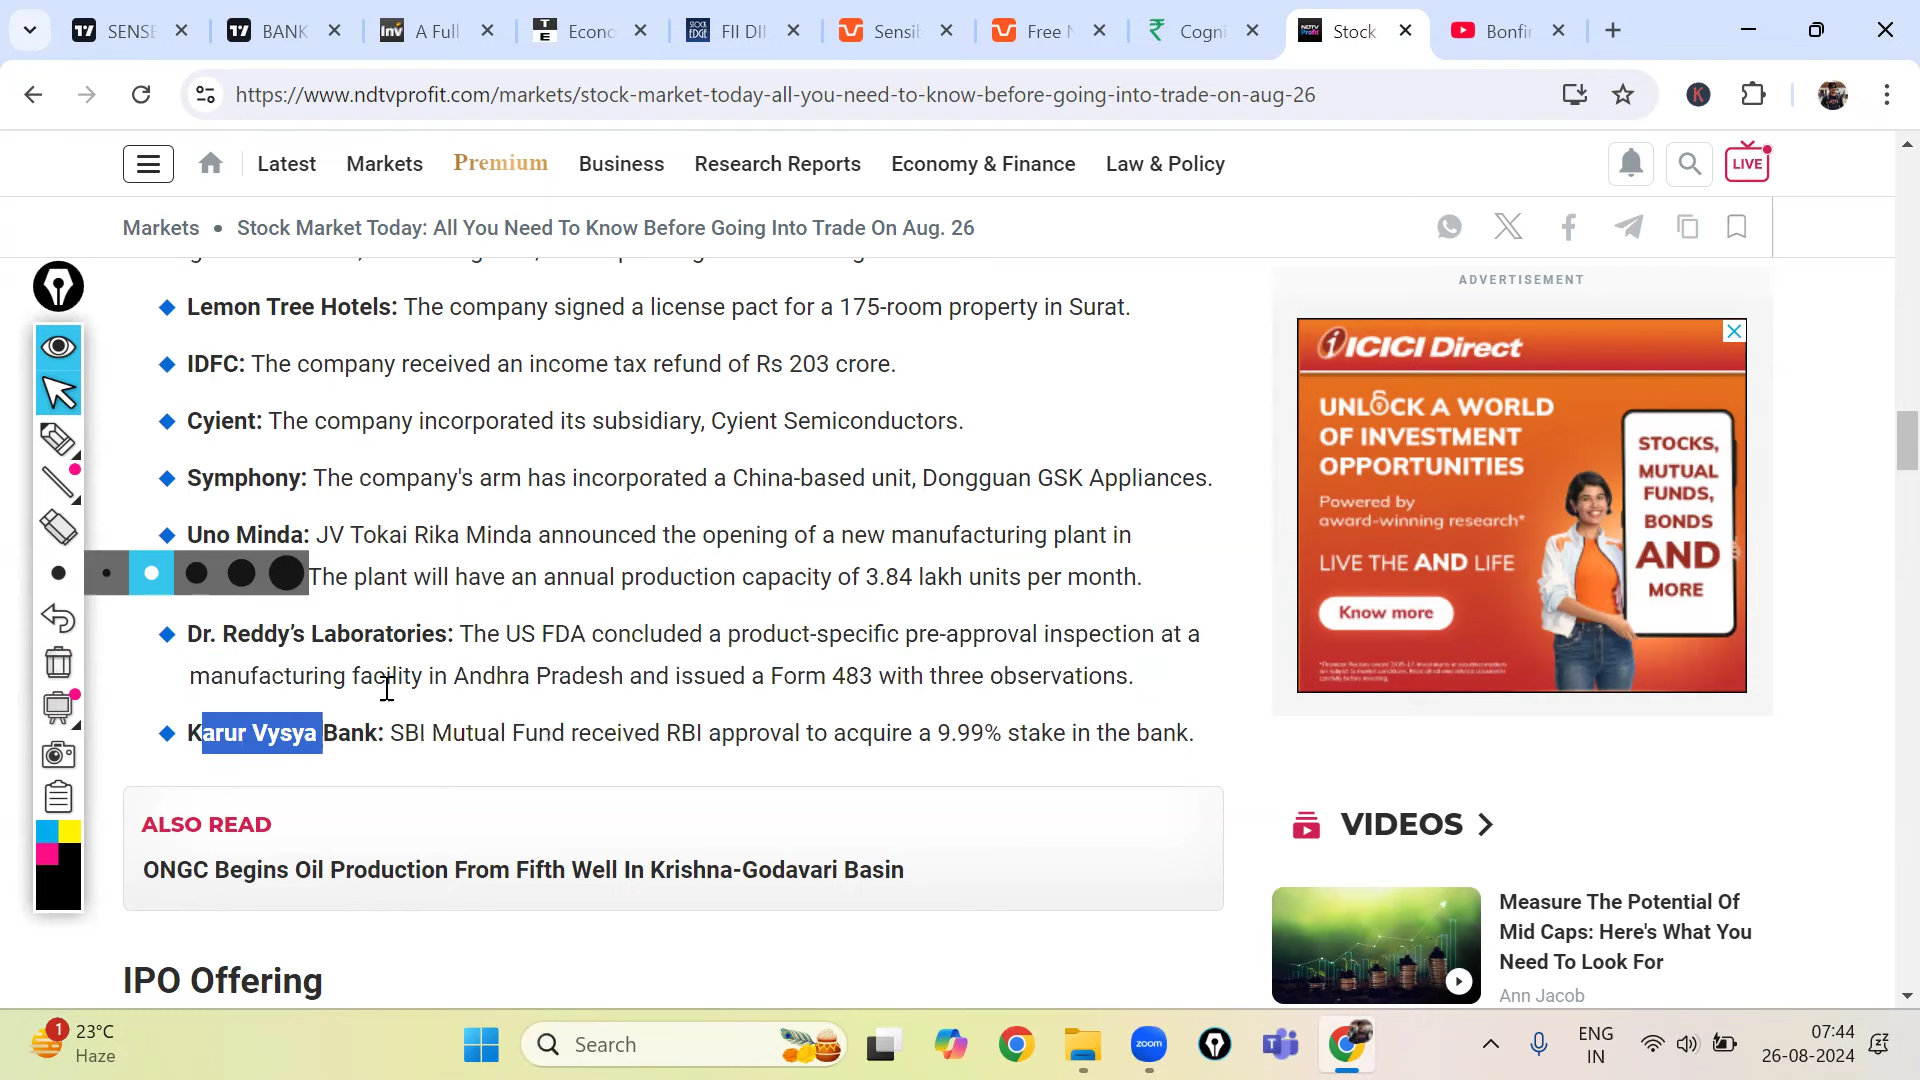 SENSE
BANK
Inv
A Full
TE
Econo
STOCK EDGE
FII DII
Sensi
Free N
Cogni
NDTV Profit
Stock
Bonfir
https://www.ndtvprofit.com/markets/stock-market-today-all-you-need-to-know-before-going-into-trade-on-aug-26
K
Latest
Markets
Premium
Business
Research Reports
Economy & Finance
Law & Policy
LIVE
Markets • Stock Market Today: All You Need To Know Before Going Into Trade On Aug. 26
Lemon Tree Hotels: The company signed a license pact for a 175-room property in Surat.
IDFC: The company received an income tax refund of Rs 203 crore.
Cyient: The company incorporated its subsidiary, Cyient Semiconductors.
Symphony: The company's arm has incorporated a China-based unit, Dongguan GSK Appliances.
Uno Minda: JV Tokai Rika Minda announced the opening of a new manufacturing plant in
The plant will have an annual production capacity of 3.84 lakh units per month.
Dr. Reddy's Laboratories: The US FDA concluded a product-specific pre-approval inspection at a
manufacturing facility in Andhra Pradesh and issued a Form 483 with three observations.
Karur Vysya Bank: SBI Mutual Fund received RBI approval to acquire a 9.99% stake in the bank.
ALSO READ
ONGC Begins Oil Production From Fifth Well In Krishna-Godavari Basin
IPO Offering
ADVERTISEMENT
ICICI Direct
UNLOCK A WORLD
OF INVESTMENT
OPPORTUNITIES
Powered by
award-winning research*
LIVE THE AND LIFE
Know more
STOCKS,
MUTUAL
FUNDS,
BONDS
AND
MORE
VIDEOS
Measure The Potential Of
Mid Caps: Here's What You
Need To Look For
Ann Jacob
1
23°C
Haze
Search
zoom
ENG
IN
07:44
26-08-2024